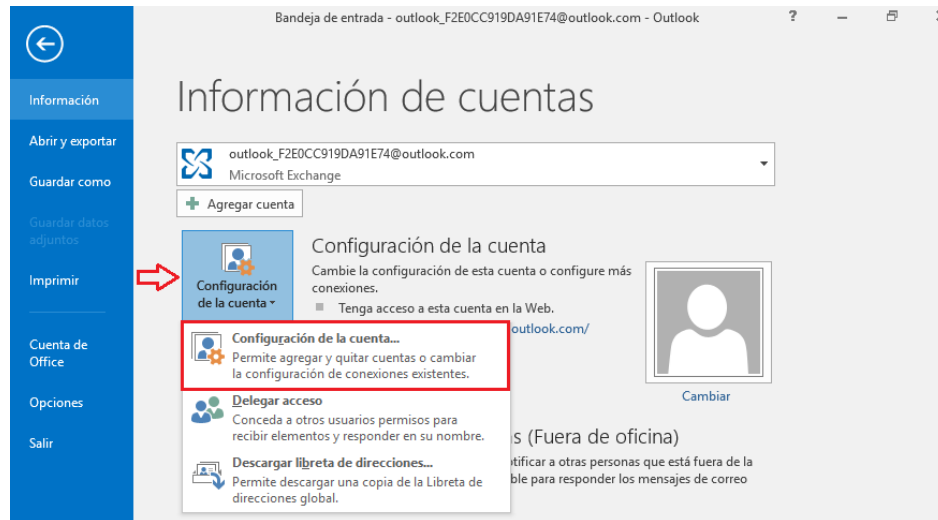 Bandeja de entrada - outlook_F2E0CC919DA91E74@outlook.com - Outlook
?
Información
Abrir y exportar
Guardar como
Guardar datos
adjuntos
Imprimir
Cuenta de
Office
Opciones
Salir
Información de cuentas
outlook_F2E0CC919DA91E74@outlook.com
Microsoft Exchange
Agregar cuenta
Configuración
de la cuenta
Configuración de la cuenta
Cambie la configuración de esta cuenta o configure más
conexiones.
Tenga acceso a esta cuenta en la Web.
outlook.com/
Cambiar
Configuración de la cuenta...
Permite agregar y quitar cuentas o cambiar
la configuración de conexiones existentes.
Delegar acceso
Conceda a otros usuarios permisos para
recibir elementos y responder en su nombre.
Descargar libreta de direcciones...
Permite descargar una copia de la Libreta de
direcciones global.
s (Fuera de oficina)
otificar a otras personas que está fuera de la
ble para responder los mensajes de correo